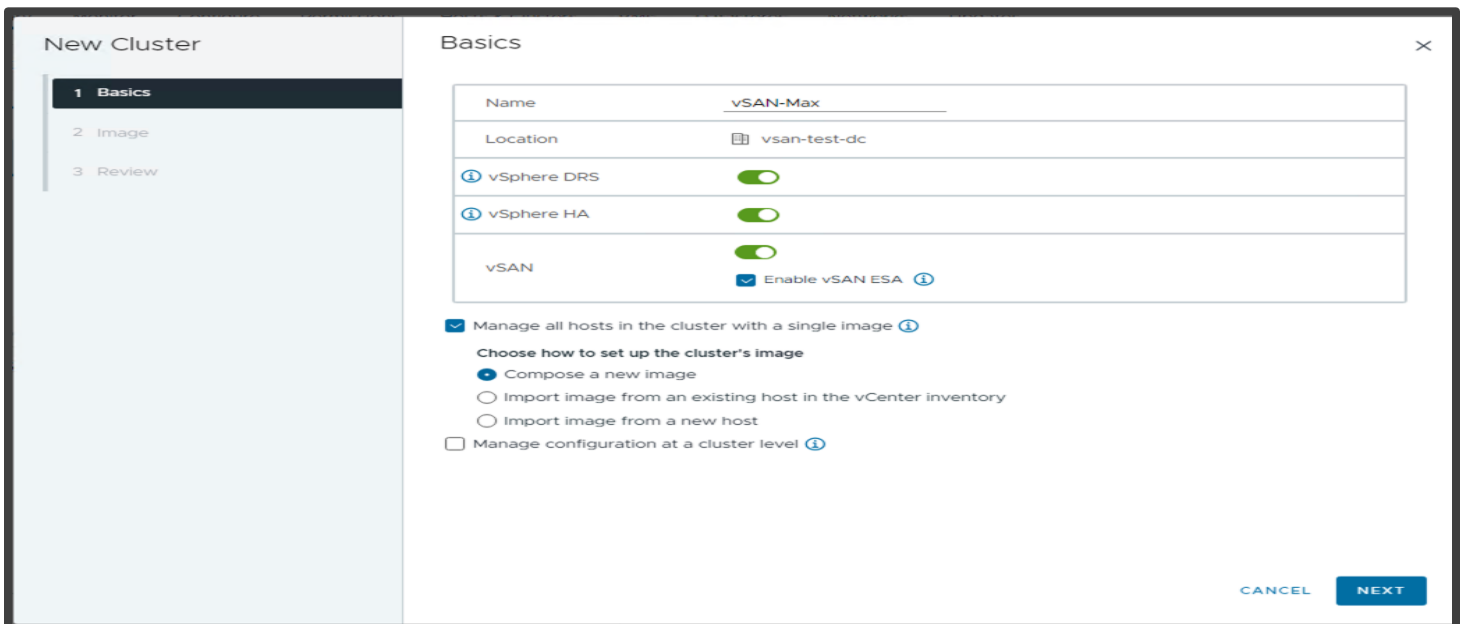 New Cluster
1 Basics
2 Image
3 Review
Basics
Name vSAN-Max
Location vsan-test-dc
vSphere DRS
vSphere HA
vSAN
Enable vSAN ESA
Manage all hosts in the cluster with a single image
Choose how to set up the cluster's image
Compose a new image
Import image from an existing host in the vCenter inventory
Import image from a new host
Manage configuration at a cluster level
CANCEL NEXT